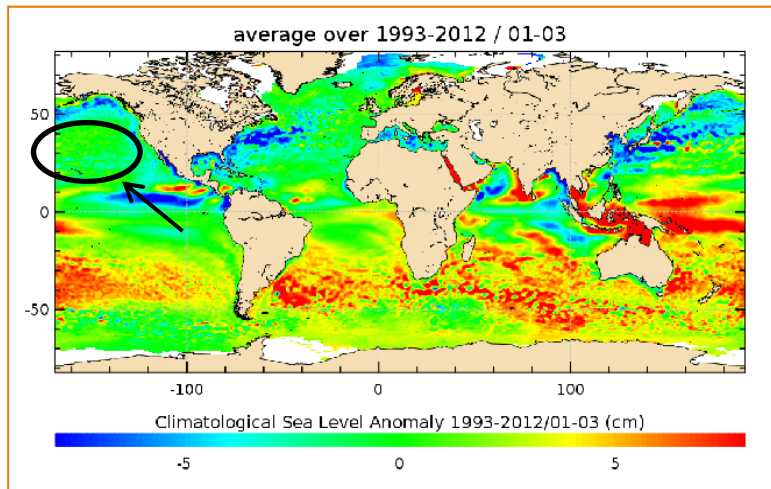 average over 1993-2012 / 01-03
50
0
-50
-100 0 100
Climatological Sea Level Anomaly 1993-2012/01-03 (cm)
-5 0 5